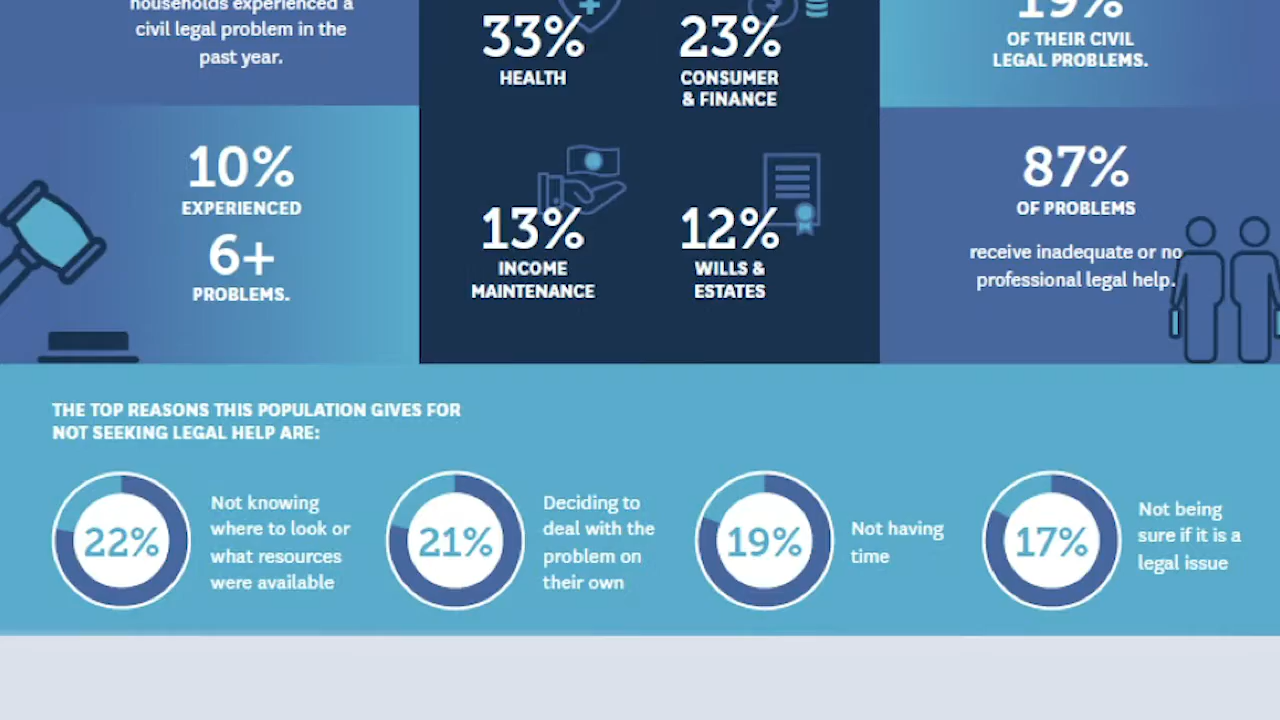 households experienced a
civil legal problem in the
past year.
10%
EXPERIENCED
6+
PROBLEMS.
33%
HEALTH
23%
CONSUMER
& FINANCE
13%
INCOME
MAINTENANCE
12%
WILLS &
ESTATES
19%
OF THEIR CIVIL
LEGAL PROBLEMS.
87%
OF PROBLEMS
receive inadequate or no
professional legal help.
THE TOP REASONS THIS POPULATION GIVES FOR
NOT SEEKING LEGAL HELP ARE:
22%
Not knowing
where to look or
what resources
were available
21%
Deciding to
deal with the
problem on
their own
19%
Not having
time
17%
Not being
sure if it is a
legal issue